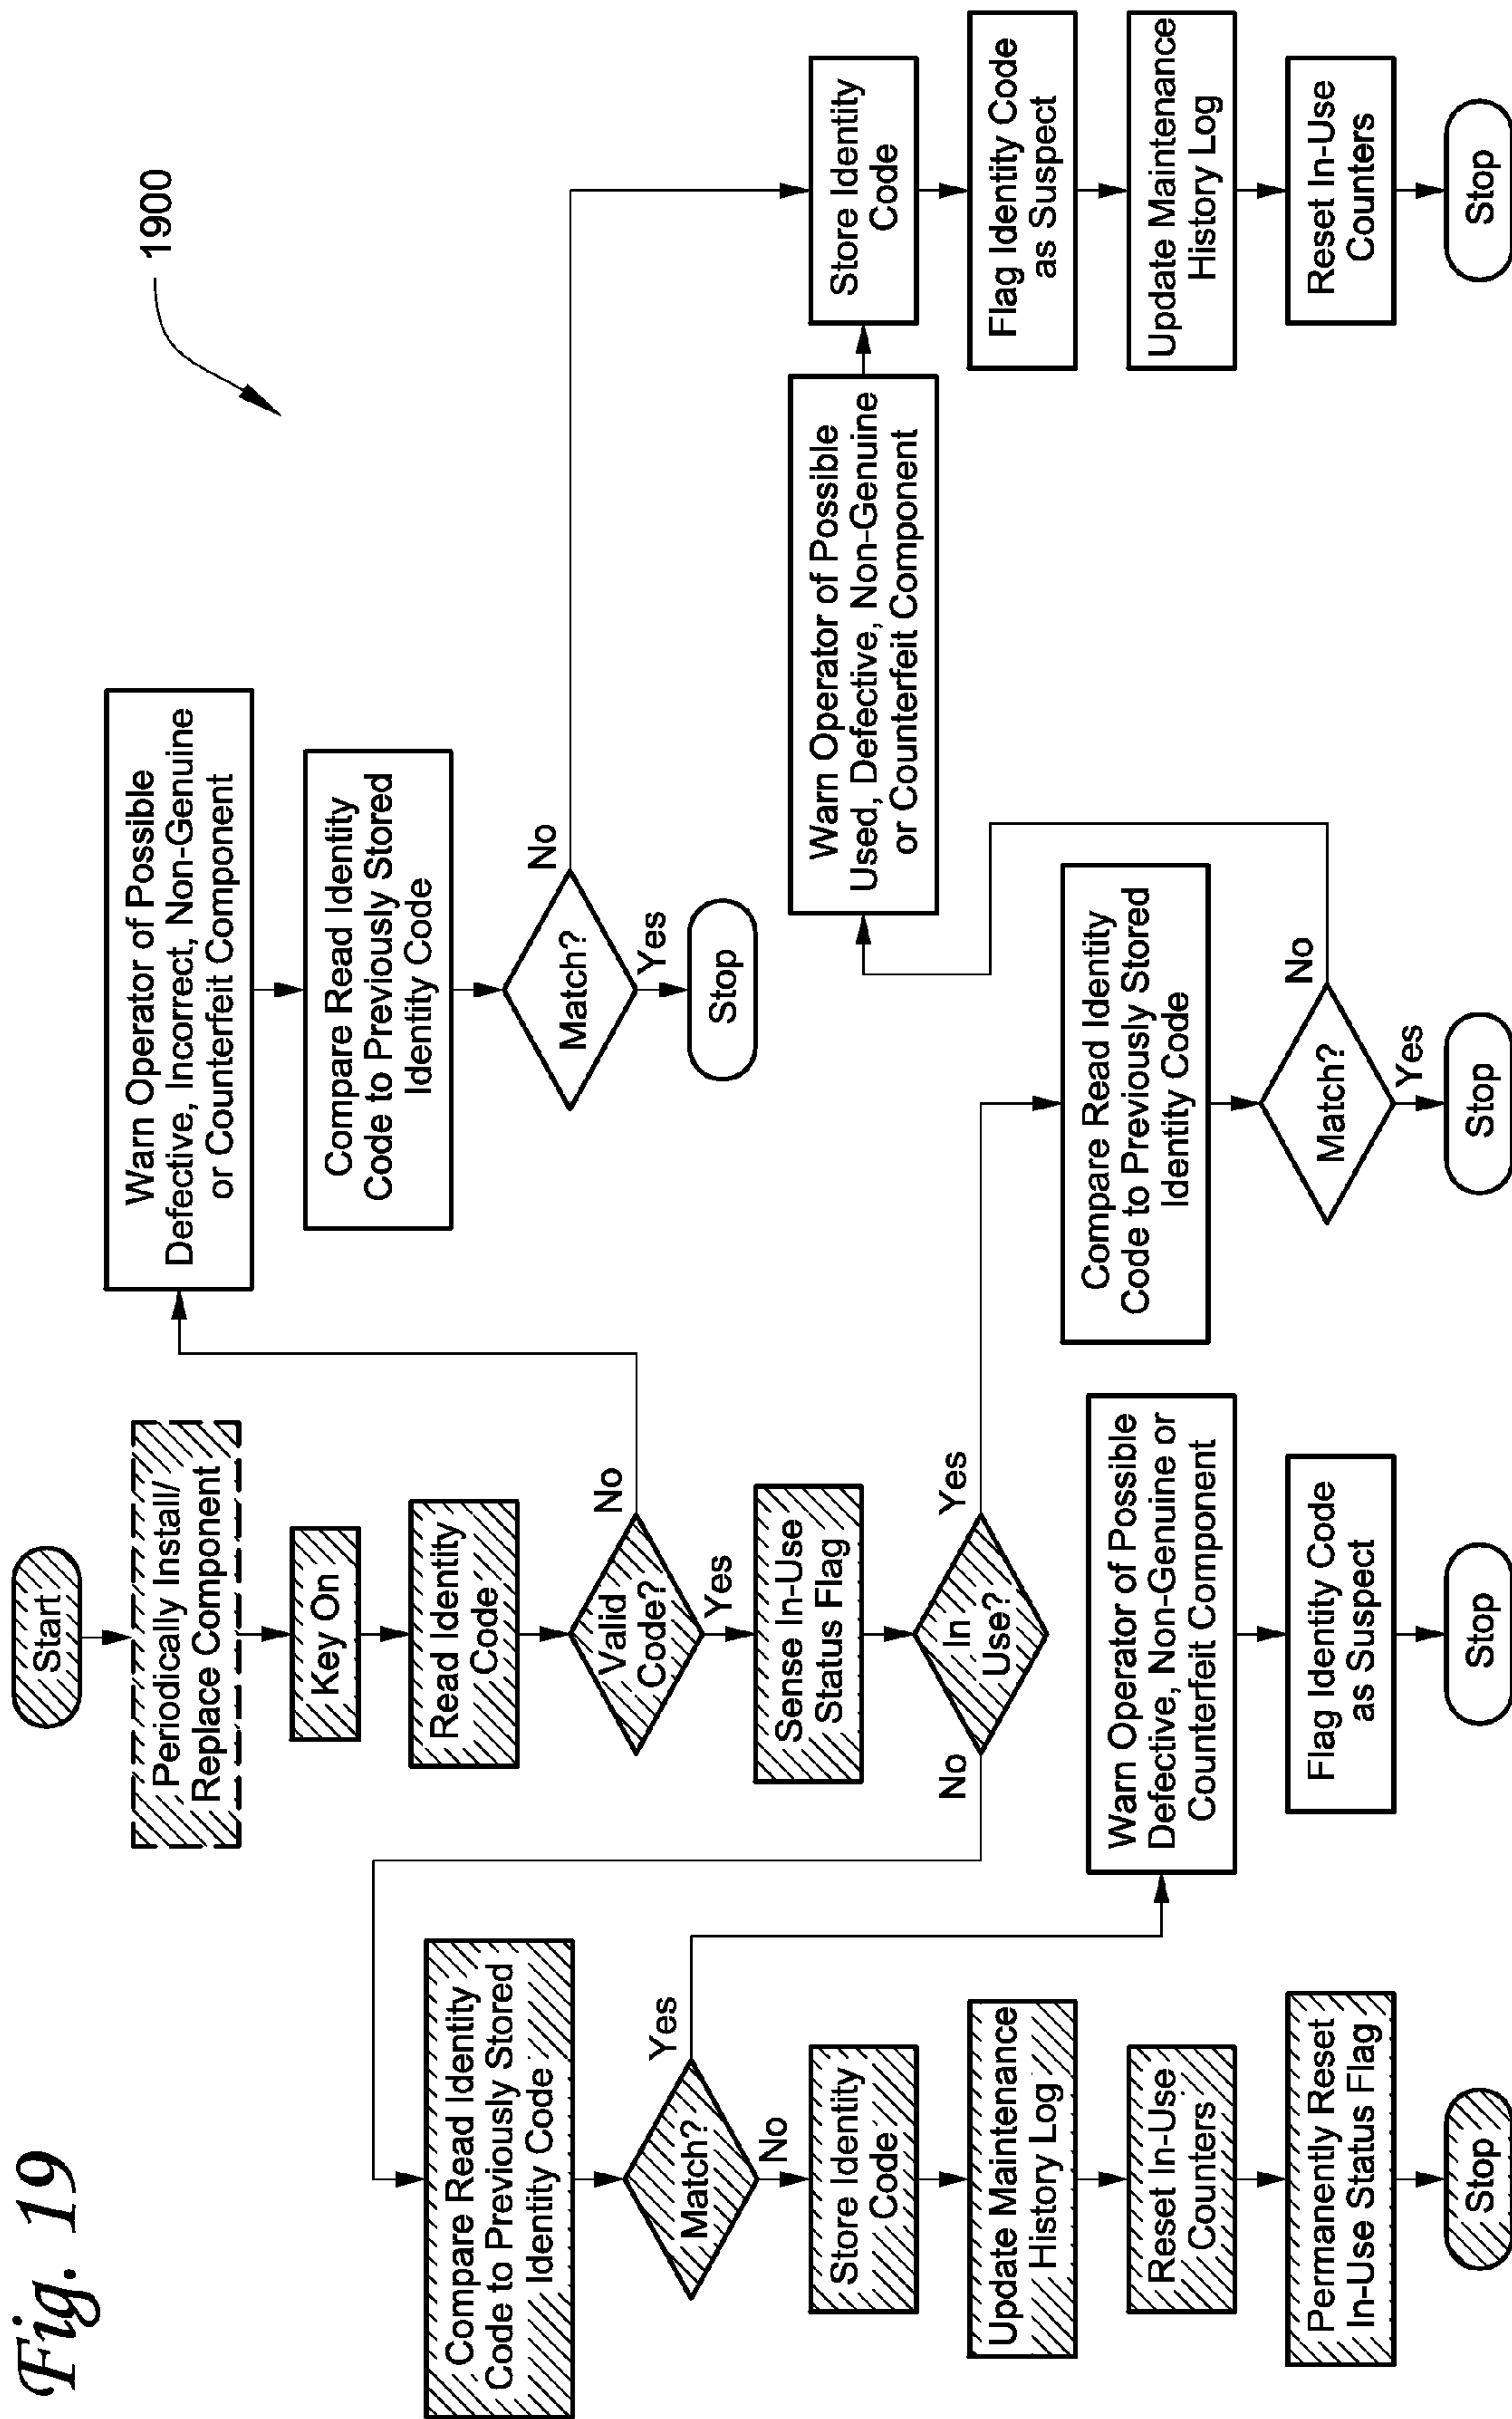 Fig. 19
1900
Start
Periodically Install/
Replace Component
Key On
Read Identity
Code
Valid
Code?
No
Yes
Sense In-Use
Status Flag
In
Use?
No
Yes
Compare Read Identity
Code to Previously Stored
Identity Code
Match?
Yes
No
Store Identity
Code
Update Maintenance
History Log
Reset In-Use
Counters
Permanently Reset
In-Use Status Flag
Stop
Warn Operator of Possible
Defective, Non-Genuine or
Counterfeit Component
Flag Identity Code
as Suspect
Stop
Compare Read Identity
Code to Previously Stored
Identity Code
Match?
No
Yes
Stop
Warn Operator of Possible
Defective, Incorrect, Non-Genuine
or Counterfeit Component
Compare Read Identity
Code to Previously Stored
Identity Code
Match?
No
Yes
Stop
Warn Operator of Possible
Used, Defective, Non-Genuine
or Counterfeit Component
Store Identity
Code
Flag Identity Code
as Suspect
Update Maintenance
History Log
Reset In-Use
Counters
Stop